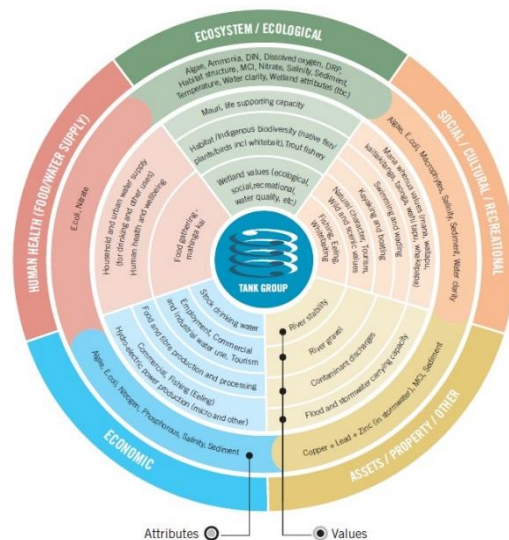 ECOSYSTEM / ECOLOGICAL
Algae, Ammonia, DIN, Dissolved oxygen, DRP,
Habitat structure, MCI, Nitrate, Salinity, Sediment,
Temperature, Water clarity, Wetland attributes (tbc)
Mauri, life supporting capacity
Habitat/Indigenous biodiversity (native fish/
plants/birds incl whitebait), Trout fishery
Wetland values (ecological,
social,recreational,
water quality, etc)
SOCIAL / CULTURAL / RECREATIONAL
Algae, E.coli, Macrophytes, Salinity, Sediment, Water clarity
Mana whenua values (mana, waitapu,
kaitiakitanga, taonga, wahi tapu, whakapapa)
Swimming and wading
Kayaking and boating
Natural character, Tourism,
Wild and scenic values
Fishing, Eeling,
Whitebaiting
ASSETS / PROPERTY / OTHER
Copper + Lead + Zinc (in stormwater), MCI, Sediment
River stability
River gravel
Contaminant discharges
Flood and stormwater carrying capacity
ECONOMIC
Algae, E.coli, Nitrogen, Phosphorous, Salinity, Sediment
Stock drinking water
Employment, Commercial
and industrial water use, Tourism
Food and fibre production and processing
Commercial, Fishing (Eeling)
Hydro-electric power production (micro and other)
HUMAN HEALTH (FOOD/WATER SUPPLY)
E.coli, Nitrate
Household and urban water supply
(for drinking and other uses)
Human health and wellbeing
Food gathering,
mahinga kai
TANK GROUP
Attributes
Values